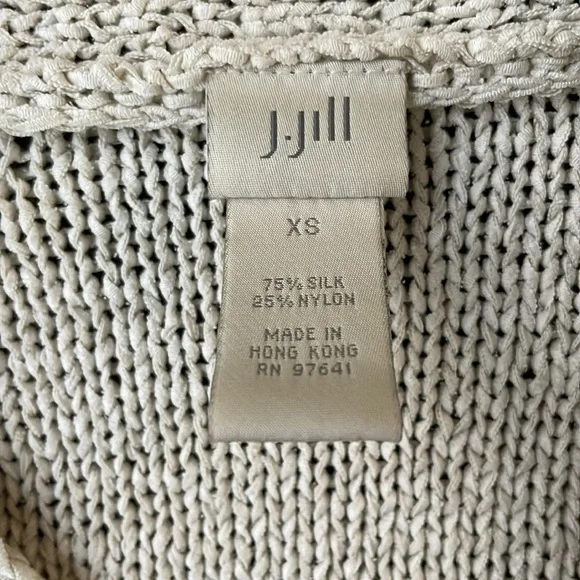 J.Jill
XS
75% SILK
25% NYLON
MADE IN
HONG KONG
RN 97641